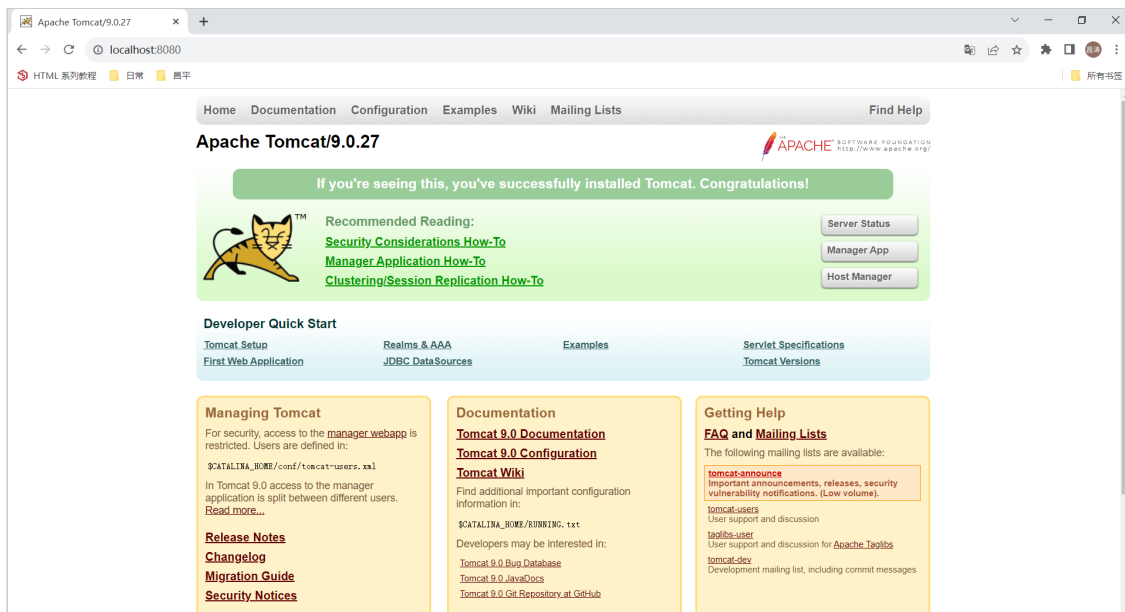 Apache Tomcat/9.0.27
localhost:8080
HTML 系列教程 日常 昌平 所有书签
Home Documentation Configuration Examples Wiki Mailing Lists Find Help
Apache Tomcat/9.0.27
THE
APACHE SOFTWARE FOUNDATION
http://www.apache.org/
If you're seeing this, you've successfully installed Tomcat. Congratulations!
TM
Recommended Reading:
Security Considerations How-To
Manager Application How-To
Clustering/Session Replication How-To
Server Status
Manager App
Host Manager
Developer Quick Start
Tomcat Setup
First Web Application
Realms & AAA
JDBC DataSources
Examples
Servlet Specifications
Tomcat Versions
Managing Tomcat
For security, access to the manager webapp is
restricted. Users are defined in:
$CATALINA_HOME/conf/tomcat-users.xml
In Tomcat 9.0 access to the manager
application is split between different users.
Read more...
Release Notes
Changelog
Migration Guide
Security Notices
Documentation
Tomcat 9.0 Documentation
Tomcat 9.0 Configuration
Tomcat Wiki
Find additional important configuration
information in:
$CATALINA_HOME/RUNNING.txt
Developers may be interested in:
Tomcat 9.0 Bug Database
Tomcat 9.0 JavaDocs
Tomcat 9.0 Git Repository at GitHub
Getting Help
FAQ and Mailing Lists
The following mailing lists are available:
tomcat-announce
Important announcements, releases, security
vulnerability notifications. (Low volume).
tomcat-users
User support and discussion
taglibs-user
User support and discussion for Apache Taglibs
tomcat-dev
Development mailing list, including commit messages